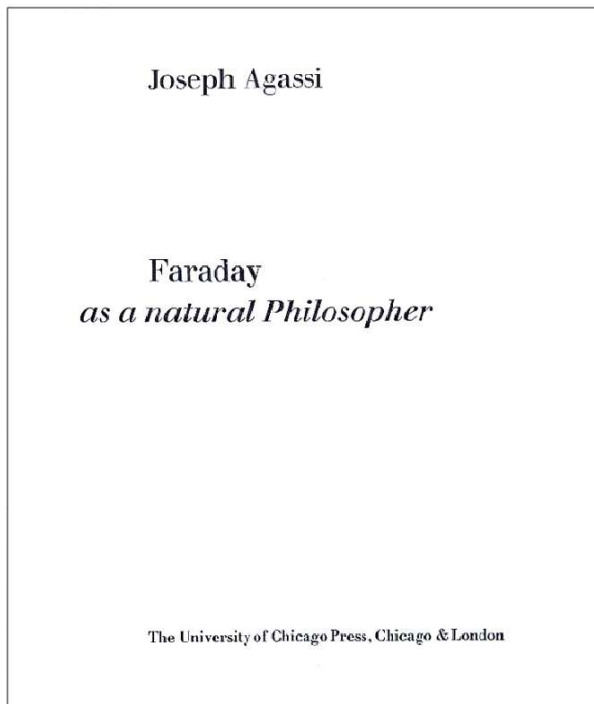 Joseph Agassi
Faraday
as a natural Philosopher
The University of Chicago Press, Chicago & London